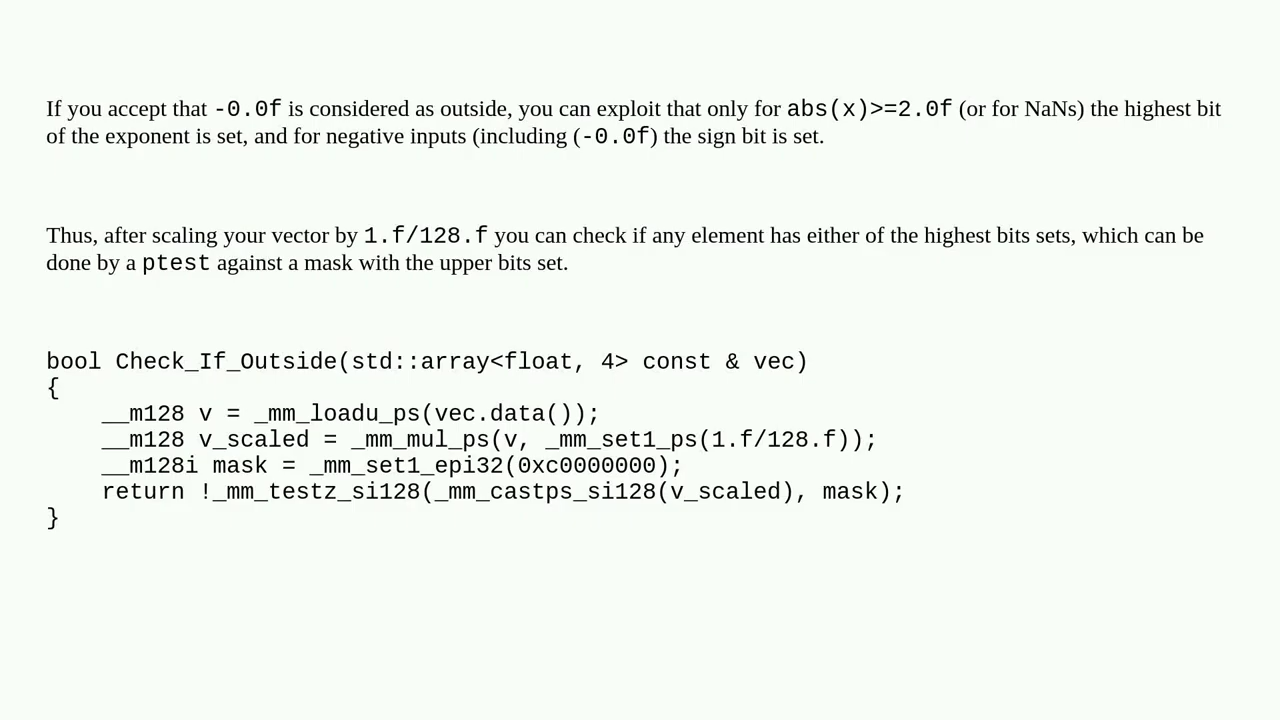 If you accept that -0.0f is considered as outside, you can exploit that only for abs(x)>=2.0f (or for NaNs) the highest bit
of the exponent is set, and for negative inputs (including (-0.0f) the sign bit is set.
Thus, after scaling your vector by 1.f/128.f you can check if any element has either of the highest bits sets, which can be
done by a ptest against a mask with the upper bits set.
bool Check_If_Outside(std::array<float, 4> const & vec)
{
    __m128 v = _mm_loadu_ps(vec.data());
    __m128 v_scaled = _mm_mul_ps(v, _mm_set1_ps(1.f/128.f));
    __m128i mask = _mm_set1_epi32(0xc0000000);
    return !_mm_testz_si128(_mm_castps_si128(v_scaled), mask);
}